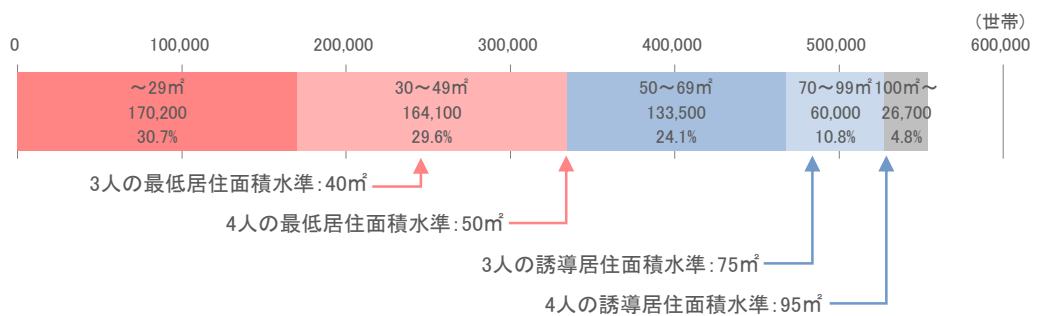 （世帯）
0 100,000 200,000 300,000 400,000 500,000 600,000
～29㎡ 30～49㎡ 50～69㎡ 70～99㎡ 100㎡～
170,200 164,100 133,500 60,000 26,700
30.7% 29.6% 24.1% 10.8% 4.8%
3人の最低居住面積水準：40㎡
4人の最低居住面積水準：50㎡
3人の誘導居住面積水準：75㎡
4人の誘導居住面積水準：95㎡